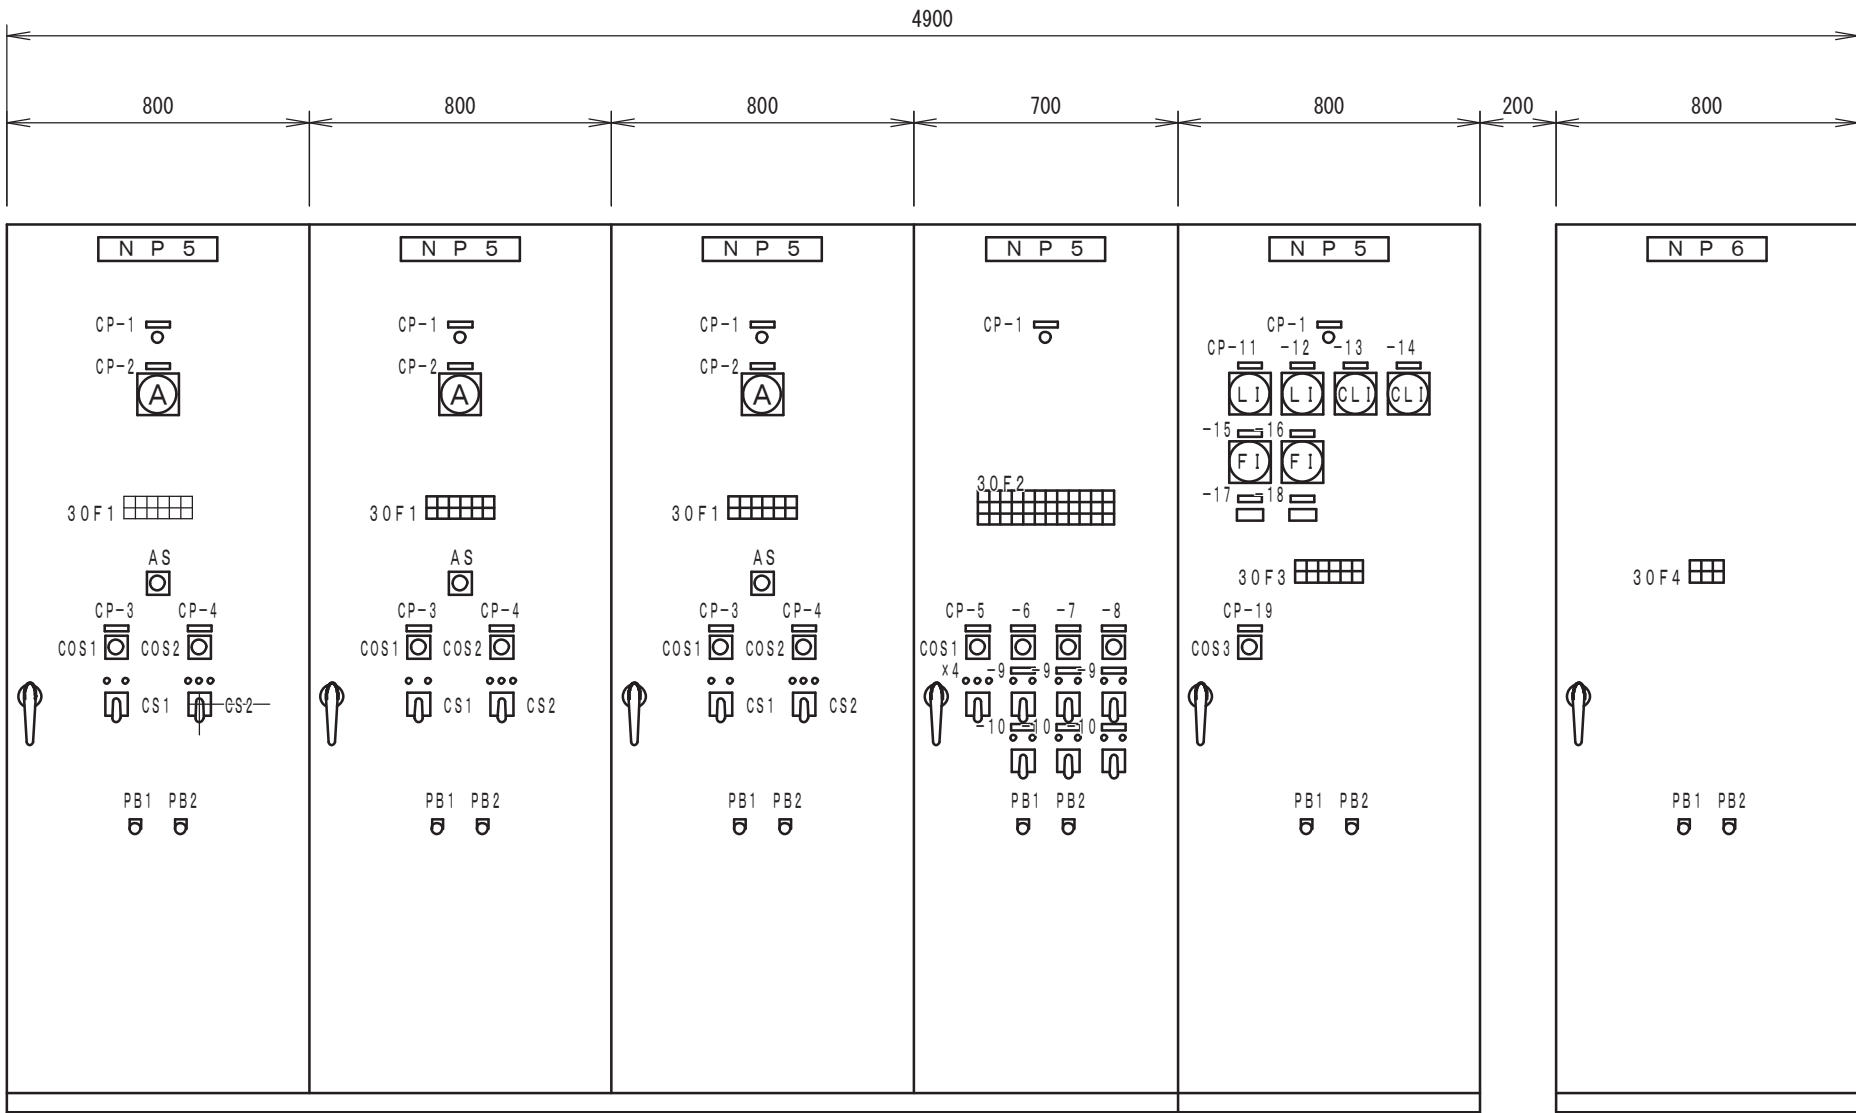 4900
800 800 800 700 800 200 800
NP5 NP5 NP5 NP5 NP5 NP6
CP-1 CP-1 CP-1 CP-1 CP-1
CP-11 -12 -13 -14
CP-2 CP-2 CP-2
A A A LI LI CLI CLI
-15 -16
FI FI
30F2
-17 -18
30F1 30F1 30F1
AS AS AS
30F3 30F4
CP-3 CP-4 CP-3 CP-4 CP-3 CP-4 CP-5 -6 -7 -8 CP-19
COS1 COS2 COS1 COS2 COS1 COS2 COS1 COS3
×4 -9 -9 -9
CS1 CS2 CS1 CS2 CS1 CS2
-10 -10 -10
PB1 PB2 PB1 PB2 PB1 PB2 PB1 PB2 PB1 PB2 PB1 PB2